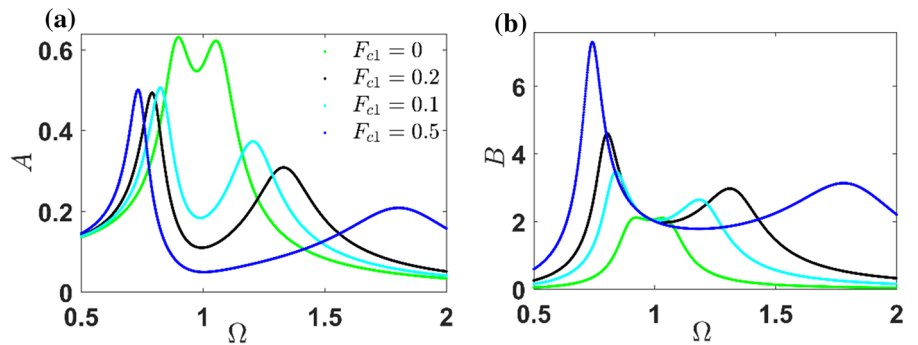 (a)
(b)
0.6
0.4
0.2
0
A
F_{c1} = 0
F_{c1} = 0.2
F_{c1} = 0.1
F_{c1} = 0.5
0.5 1 1.5 2
Ω
6
4
2
0
B
0.5 1 1.5 2
Ω